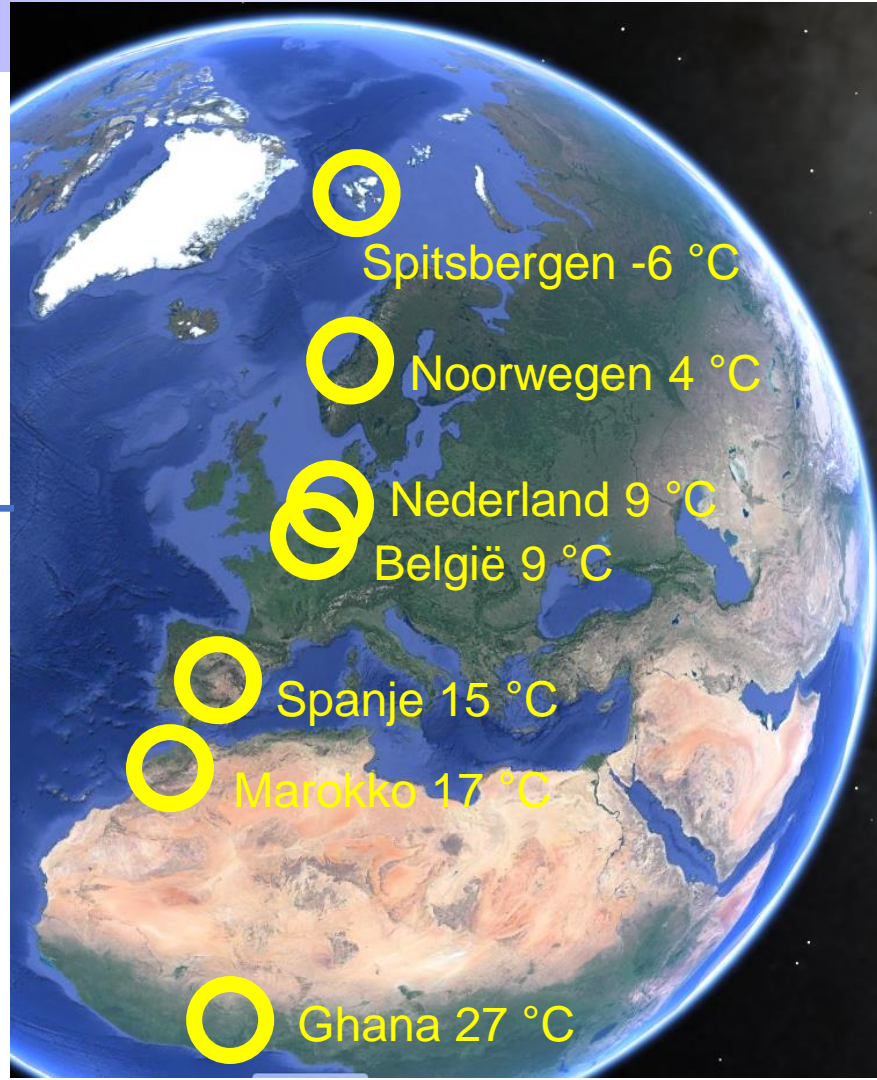 Spitsbergen -6 °C
Noorwegen 4 °C
Nederland 9 °C
België 9 °C
Spanje 15 °C
Marokko 17 °C
Ghana 27 °C